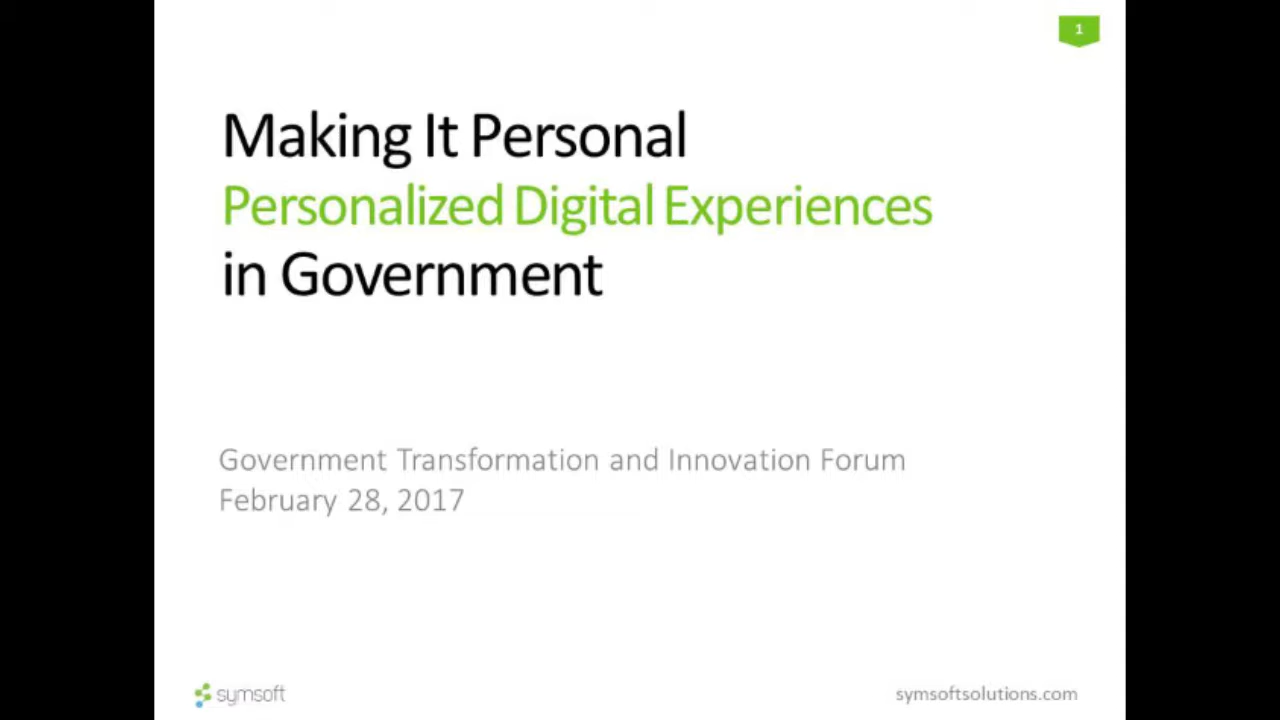 1
Making It Personal
Personalized Digital Experiences
in Government
Government Transformation and Innovation Forum
February 28, 2017
symsoft
symsoftsolutions.com